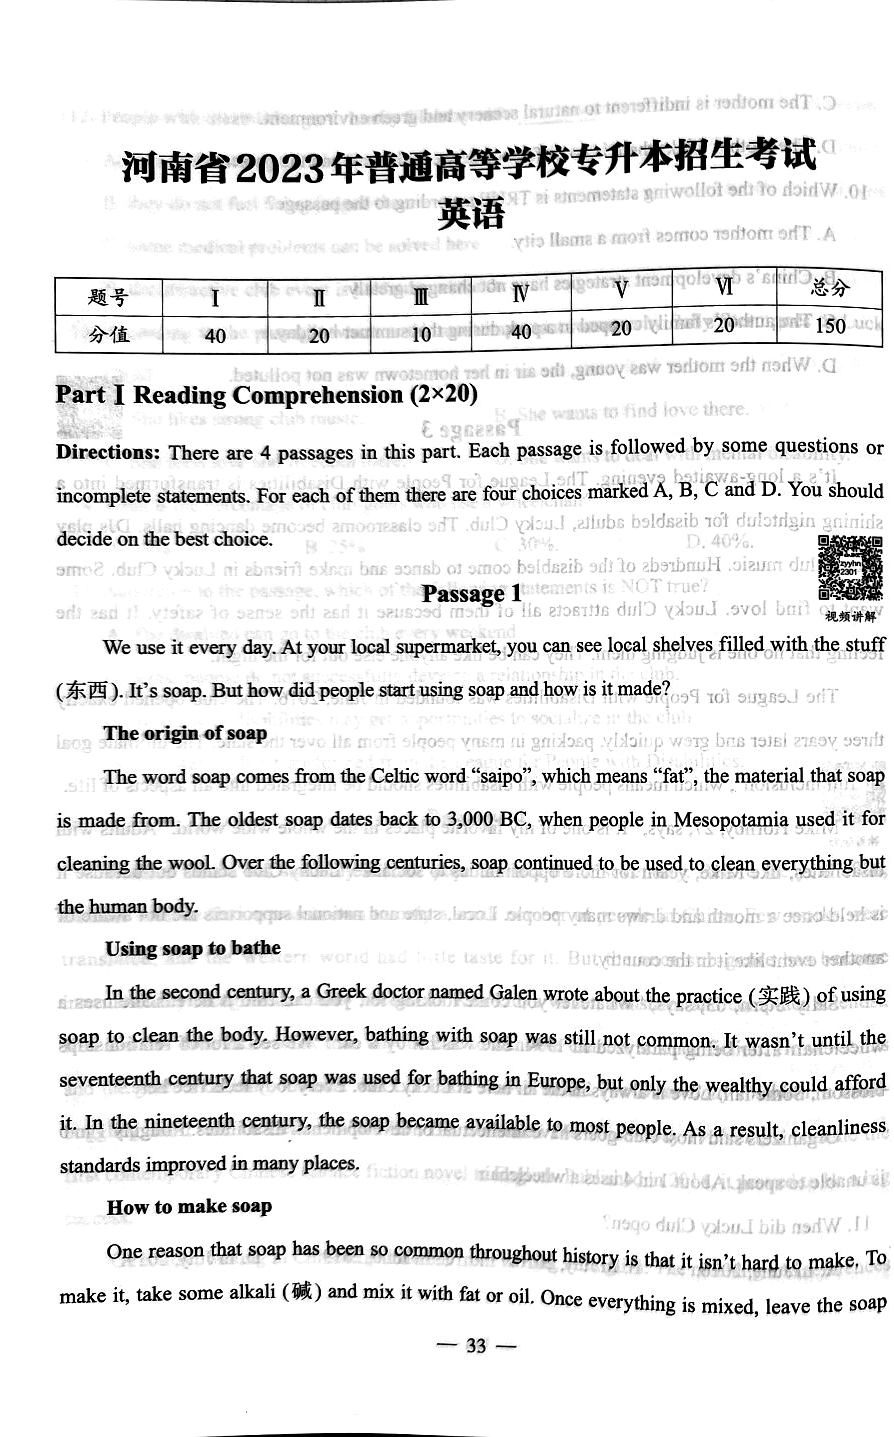 河南省2023年普通高等学校专升本招生考试
英语
题号 Ⅰ Ⅱ Ⅲ Ⅳ Ⅴ Ⅵ 总分
分值 40 20 10 40 20 20 150
Part Ⅰ Reading Comprehension (2×20)
Directions: There are 4 passages in this part. Each passage is followed by some questions or
incomplete statements. For each of them there are four choices marked A, B, C and D. You should
decide on the best choice.
zyyhn
2301
Passage 1
视频讲解
We use it every day. At your local supermarket, you can see local shelves filled with the stuff
(东西). It's soap. But how did people start using soap and how is it made?
The origin of soap
The word soap comes from the Celtic word “saipo”, which means “fat”, the material that soap
is made from. The oldest soap dates back to 3,000 BC, when people in Mesopotamia used it for
cleaning the wool. Over the following centuries, soap continued to be used to clean everything but
the human body.
Using soap to bathe
In the second century, a Greek doctor named Galen wrote about the practice (实践) of using
soap to clean the body. However, bathing with soap was still not common. It wasn't until the
seventeenth century that soap was used for bathing in Europe, but only the wealthy could afford
it. In the nineteenth century, the soap became available to most people. As a result, cleanliness
standards improved in many places.
How to make soap
One reason that soap has been so common throughout history is that it isn't hard to make. To
make it, take some alkali (碱) and mix it with fat or oil. Once everything is mixed, leave the soap
— 33 —